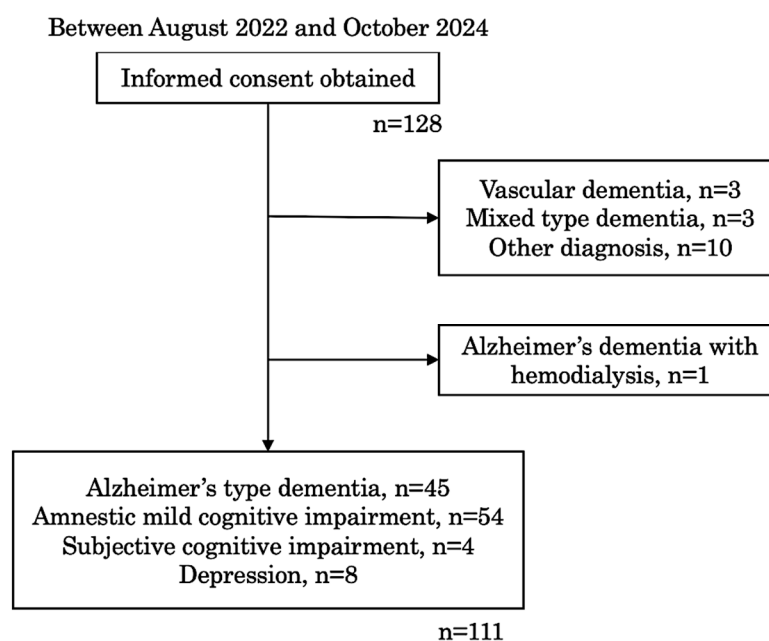 Between August 2022 and October 2024
Informed consent obtained
n=128
Vascular dementia, n=3
Mixed type dementia, n=3
Other diagnosis, n=10
Alzheimer’s dementia with
hemodialysis, n=1
Alzheimer’s type dementia, n=45
Amnestic mild cognitive impairment, n=54
Subjective cognitive impairment, n=4
Depression, n=8
n=111